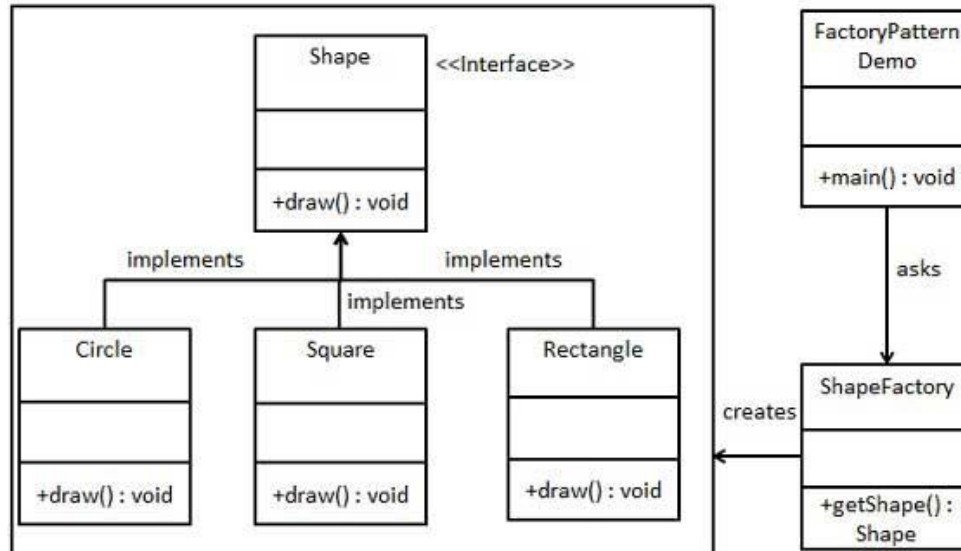 Shape
<<Interface>>
+draw() : void
implements
implements
implements
Circle
+draw() : void
Square
+draw() : void
Rectangle
+draw() : void
FactoryPattern
Demo
+main() : void
asks
ShapeFactory
creates
+getShape() :
Shape